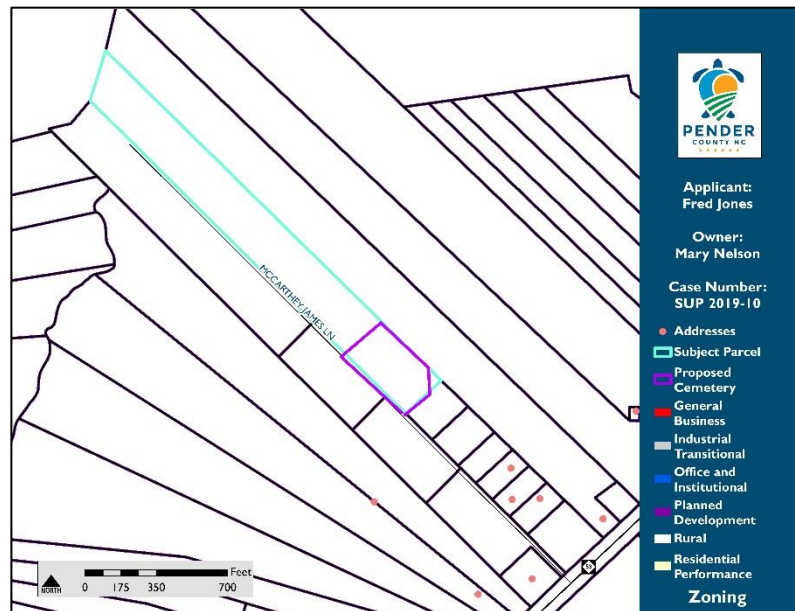 MCCARTHEY JAMES LN
NORTH
Feet
0 175 350 700
PENDER
COUNTY NC
Applicant:
Fred Jones
Owner:
Mary Nelson
Case Number:
SUP 2019-10
Addresses
Subject Parcel
Proposed
Cemetery
General
Business
Industrial
Transitional
Office and
Institutional
Planned
Development
Rural
Residential
Performance
Zoning